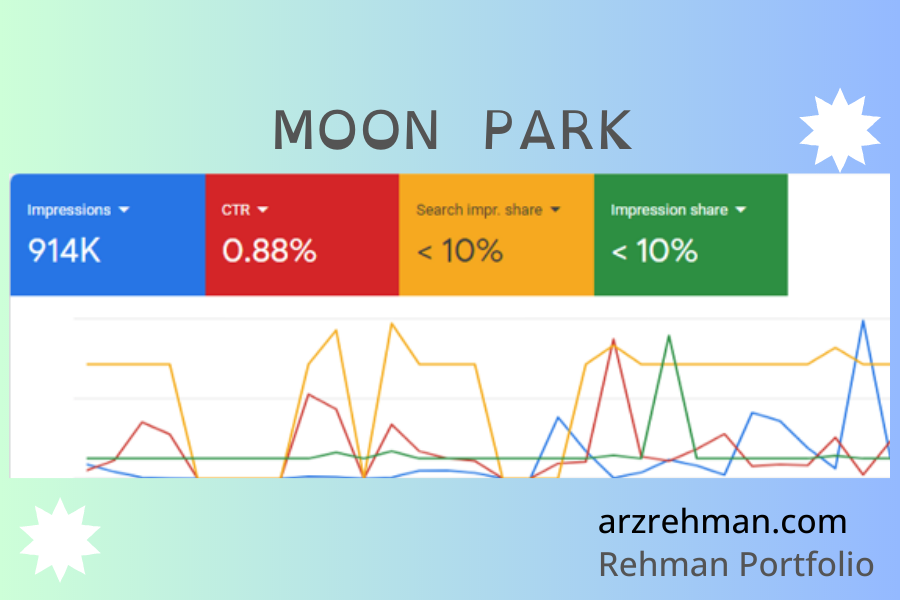 MOON PARK
Impressions CTR Search impr. share Impression share
914K 0.88% < 10% < 10%
arzrehman.com
Rehman Portfolio